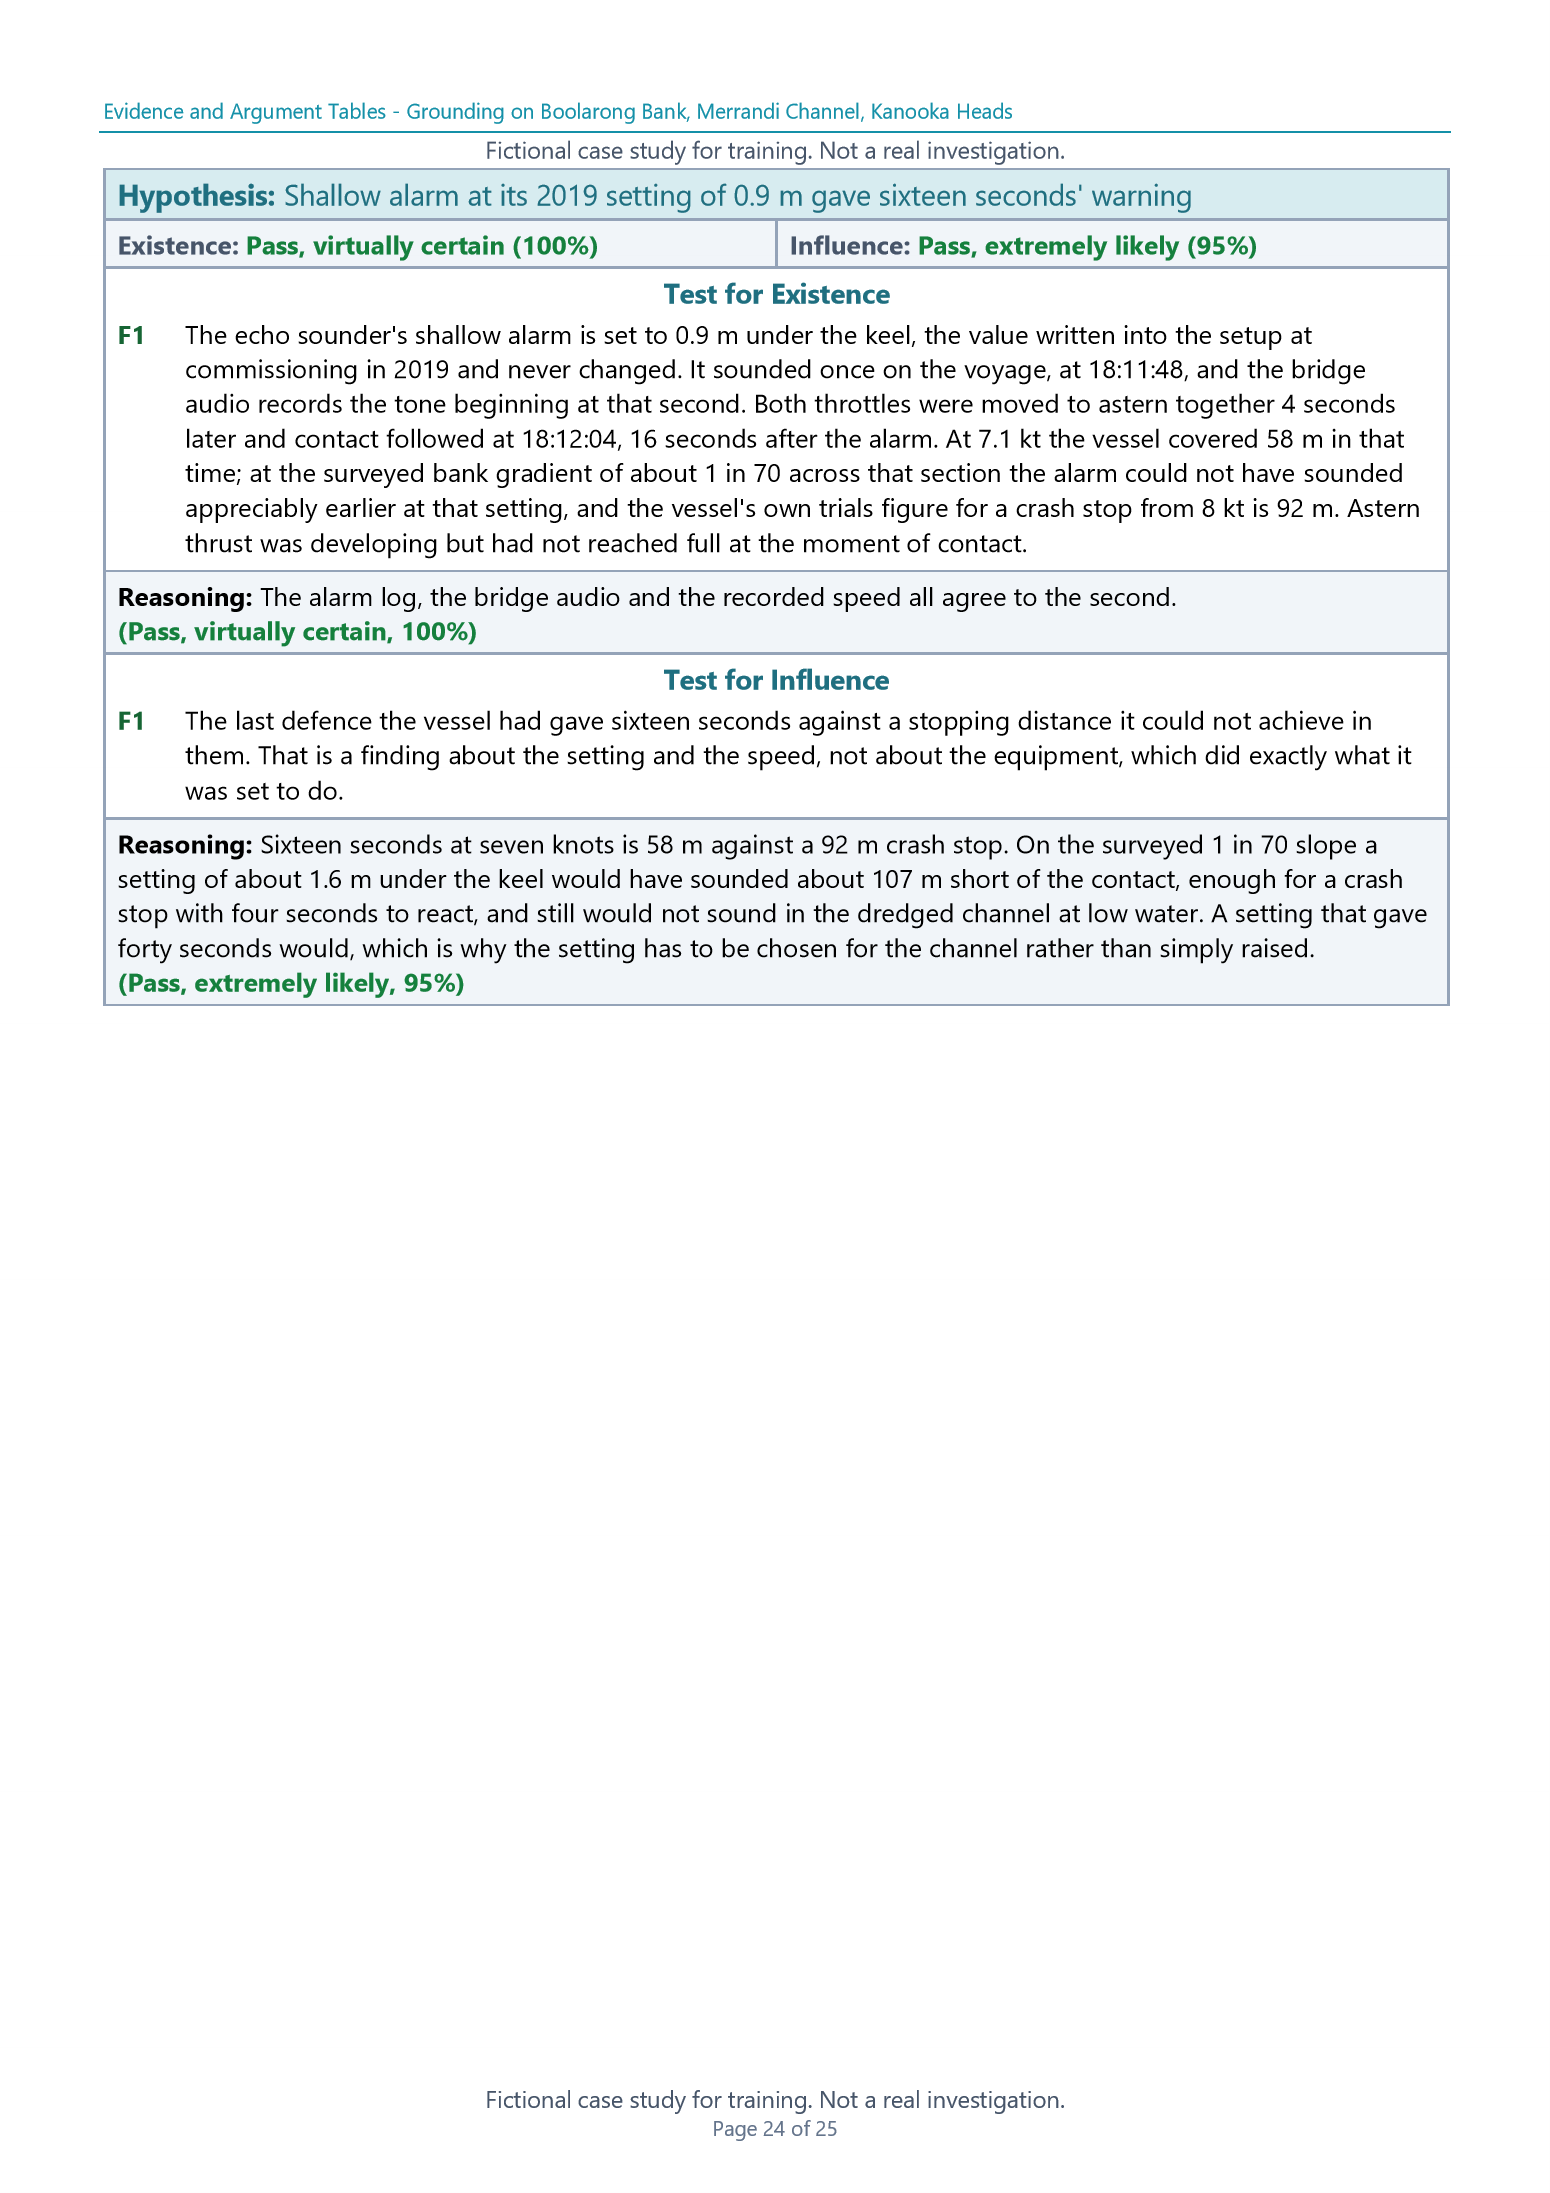 Evidence and Argument Tables - Grounding on Boolarong Bank, Merrandi Channel, Kanooka Heads
Fictional case study for training. Not a real investigation.
Hypothesis: Shallow alarm at its 2019 setting of 0.9 m gave sixteen seconds' warning
Existence: Pass, virtually certain (100%)
Influence: Pass, extremely likely (95%)
Test for Existence
F1 The echo sounder's shallow alarm is set to 0.9 m under the keel, the value written into the setup at
commissioning in 2019 and never changed. It sounded once on the voyage, at 18:11:48, and the bridge
audio records the tone beginning at that second. Both throttles were moved to astern together 4 seconds
later and contact followed at 18:12:04, 16 seconds after the alarm. At 7.1 kt the vessel covered 58 m in that
time; at the surveyed bank gradient of about 1 in 70 across that section the alarm could not have sounded
appreciably earlier at that setting, and the vessel's own trials figure for a crash stop from 8 kt is 92 m. Astern
thrust was developing but had not reached full at the moment of contact.
Reasoning: The alarm log, the bridge audio and the recorded speed all agree to the second.
(Pass, virtually certain, 100%)
Test for Influence
F1 The last defence the vessel had gave sixteen seconds against a stopping distance it could not achieve in
them. That is a finding about the setting and the speed, not about the equipment, which did exactly what it
was set to do.
Reasoning: Sixteen seconds at seven knots is 58 m against a 92 m crash stop. On the surveyed 1 in 70 slope a
setting of about 1.6 m under the keel would have sounded about 107 m short of the contact, enough for a crash
stop with four seconds to react, and still would not sound in the dredged channel at low water. A setting that gave
forty seconds would, which is why the setting has to be chosen for the channel rather than simply raised.
(Pass, extremely likely, 95%)
Fictional case study for training. Not a real investigation.
Page 24 of 25